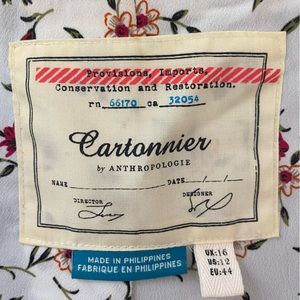 Provisions, Imports,
Conservation and Restoration.
rn 66170 ca 32054
Cartonnier
by ANTHROPOLOGIE
NAME DATE / /
DIRECTOR DESIGNER
MADE IN PHILIPPINES
FABRIQUE EN PHILIPPINES
UK:16
US:12
EU:44